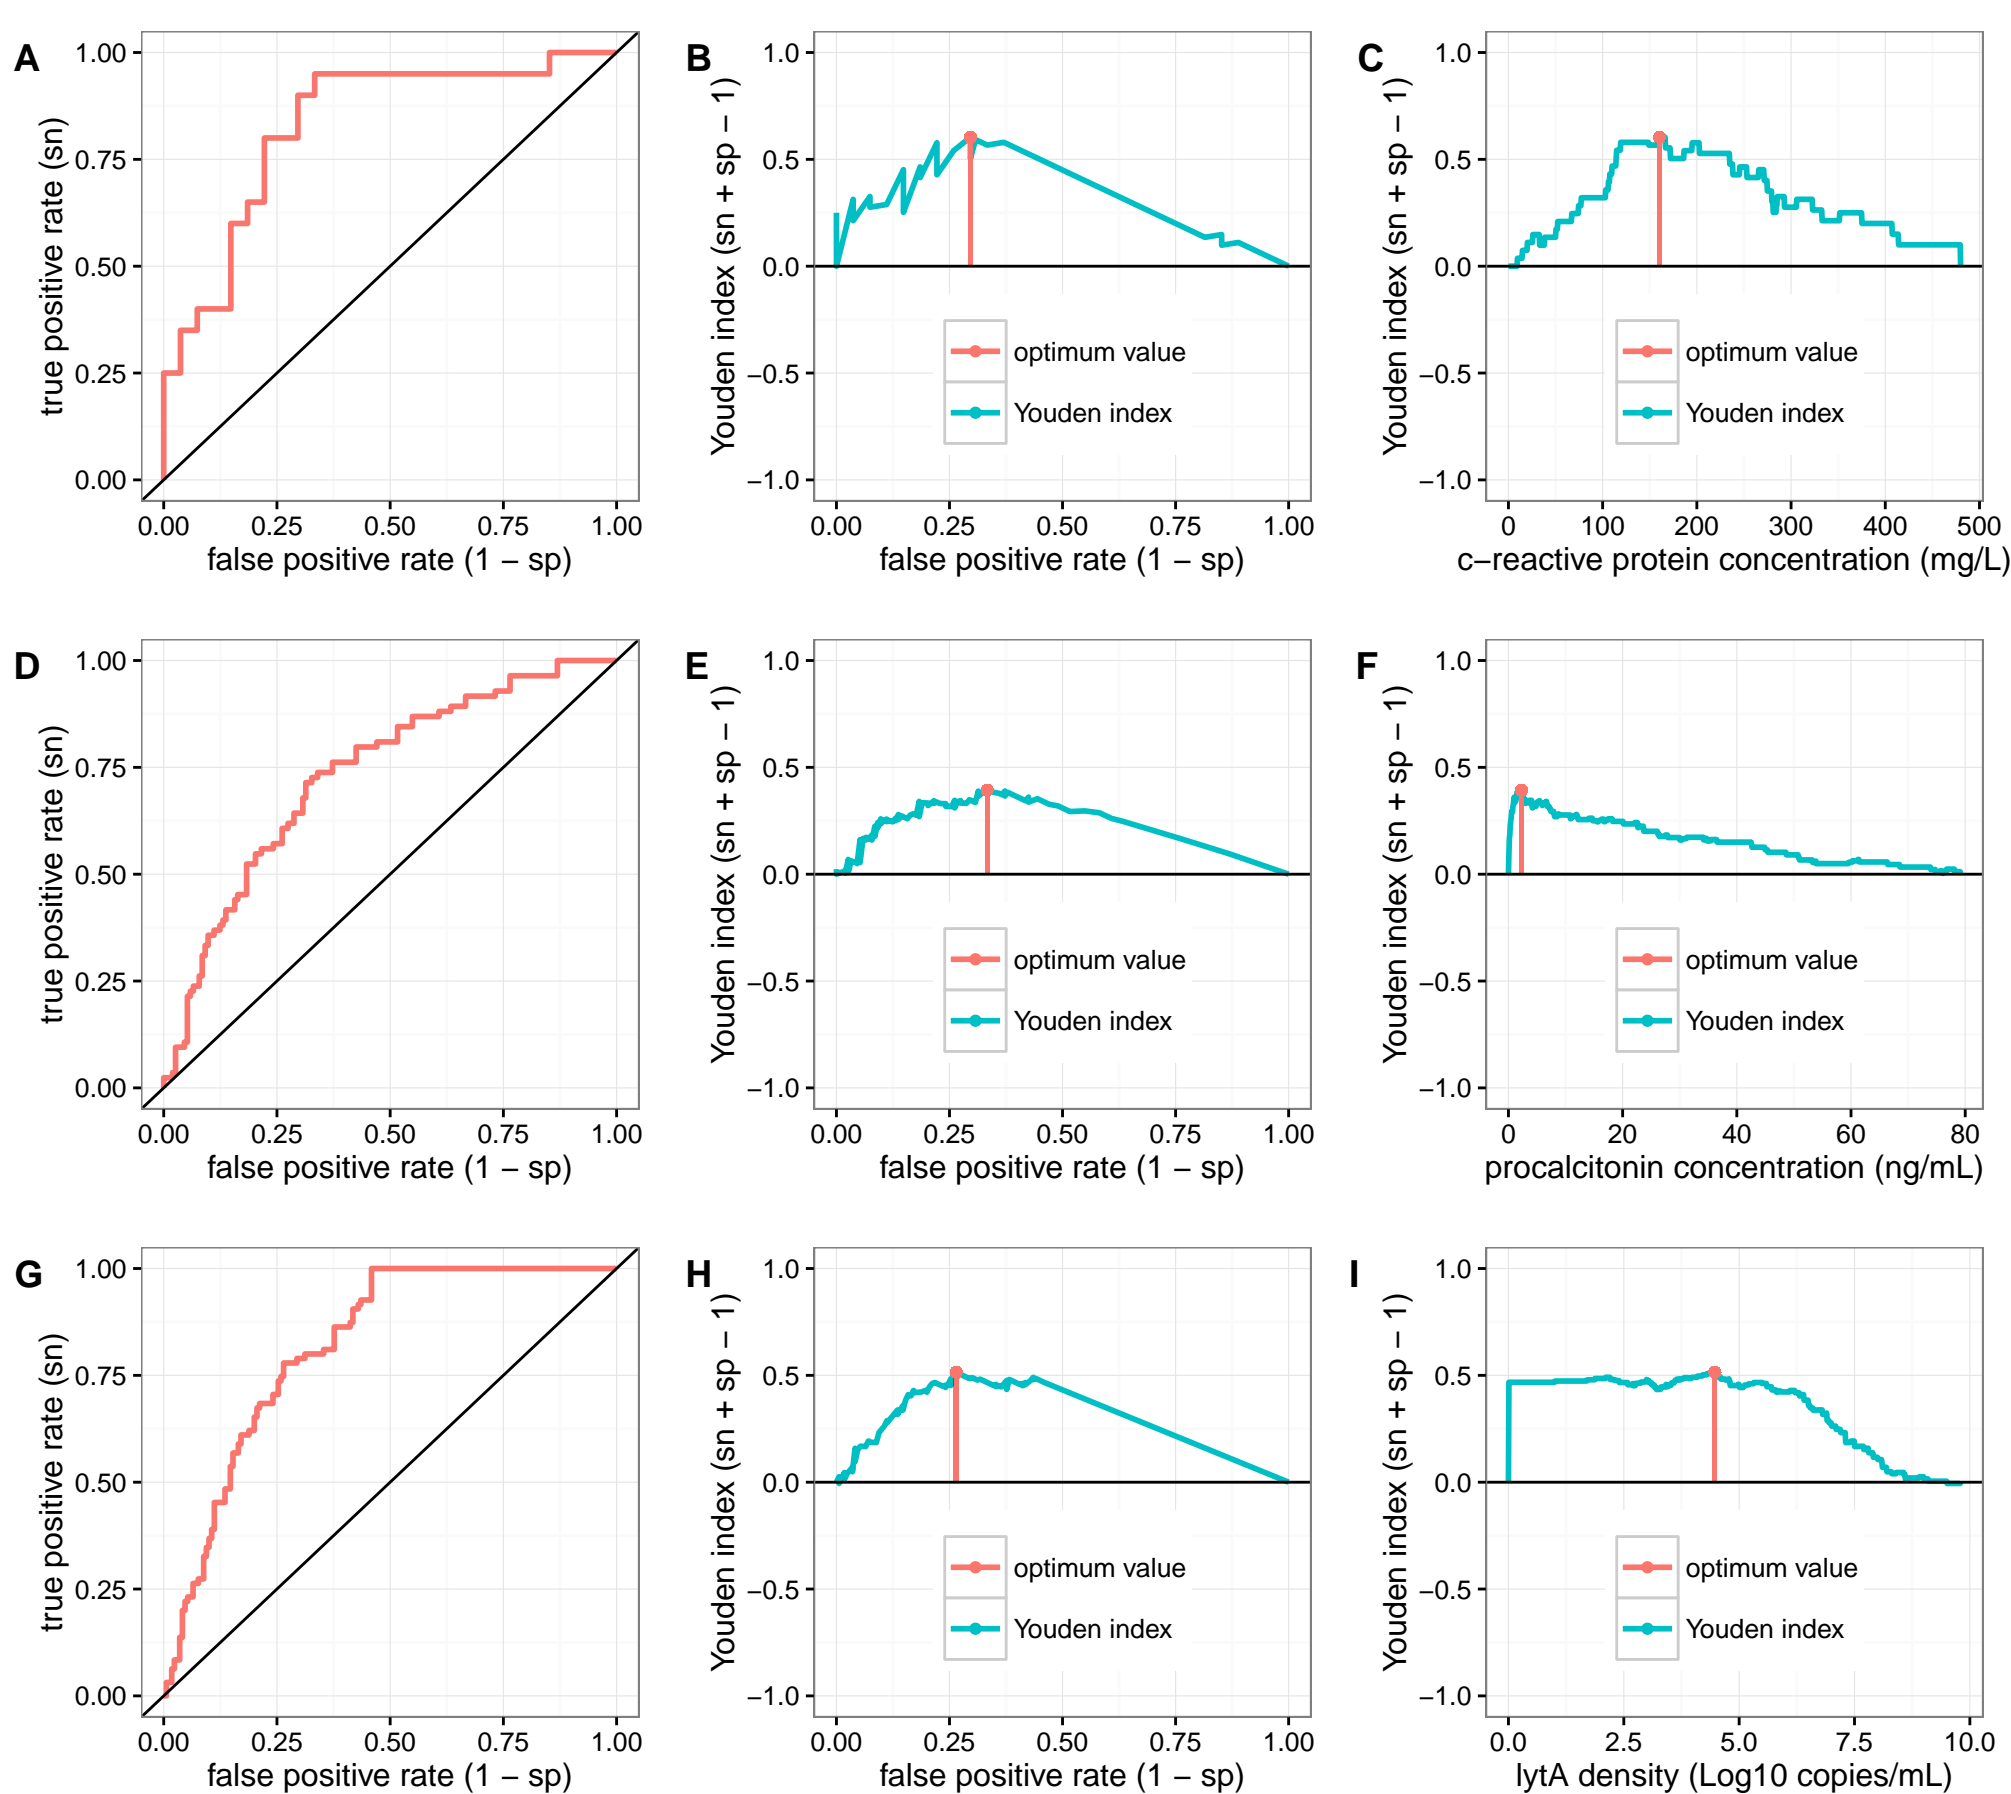 A
1.00
0.75
0.50
0.25
0.00
true positive rate (sn)
0.00 0.25 0.50 0.75 1.00
false positive rate (1 − sp)
B
1.0
0.5
0.0
−0.5
−1.0
Youden index (sn + sp − 1)
optimum value
Youden index
0.00 0.25 0.50 0.75 1.00
false positive rate (1 − sp)
C
1.0
0.5
0.0
−0.5
−1.0
Youden index (sn + sp − 1)
optimum value
Youden index
0 100 200 300 400 500
c−reactive protein concentration (mg/L)
D
1.00
0.75
0.50
0.25
0.00
true positive rate (sn)
0.00 0.25 0.50 0.75 1.00
false positive rate (1 − sp)
E
1.0
0.5
0.0
−0.5
−1.0
Youden index (sn + sp − 1)
optimum value
Youden index
0.00 0.25 0.50 0.75 1.00
false positive rate (1 − sp)
F
1.0
0.5
0.0
−0.5
−1.0
Youden index (sn + sp − 1)
optimum value
Youden index
0 20 40 60 80
procalcitonin concentration (ng/mL)
G
1.00
0.75
0.50
0.25
0.00
true positive rate (sn)
0.00 0.25 0.50 0.75 1.00
false positive rate (1 − sp)
H
1.0
0.5
0.0
−0.5
−1.0
Youden index (sn + sp − 1)
optimum value
Youden index
0.00 0.25 0.50 0.75 1.00
false positive rate (1 − sp)
I
1.0
0.5
0.0
−0.5
−1.0
Youden index (sn + sp − 1)
optimum value
Youden index
0.0 2.5 5.0 7.5 10.0
lytA density (Log10 copies/mL)